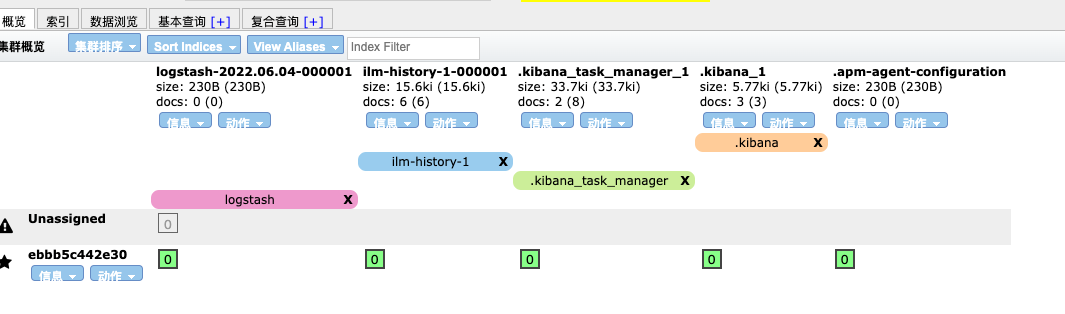 概览 索引 数据浏览 基本查询 [+] 复合查询 [+]
集群概览 集群排序 Sort Indices View Aliases Index Filter
logstash-2022.06.04-000001 ilm-history-1-000001 .kibana_task_manager_1 .kibana_1 .apm-agent-configuration
size: 230B (230B) size: 15.6ki (15.6ki) size: 33.7ki (33.7ki) size: 5.77ki (5.77ki) size: 230B (230B)
docs: 0 (0) docs: 6 (6) docs: 2 (8) docs: 3 (3) docs: 0 (0)
信息 动作 信息 动作 信息 动作 信息 动作 信息 动作
.kibana X
ilm-history-1 X
.kibana_task_manager X
logstash X
Unassigned 0
ebbb5c442e30 0 0 0 0 0
信息 动作